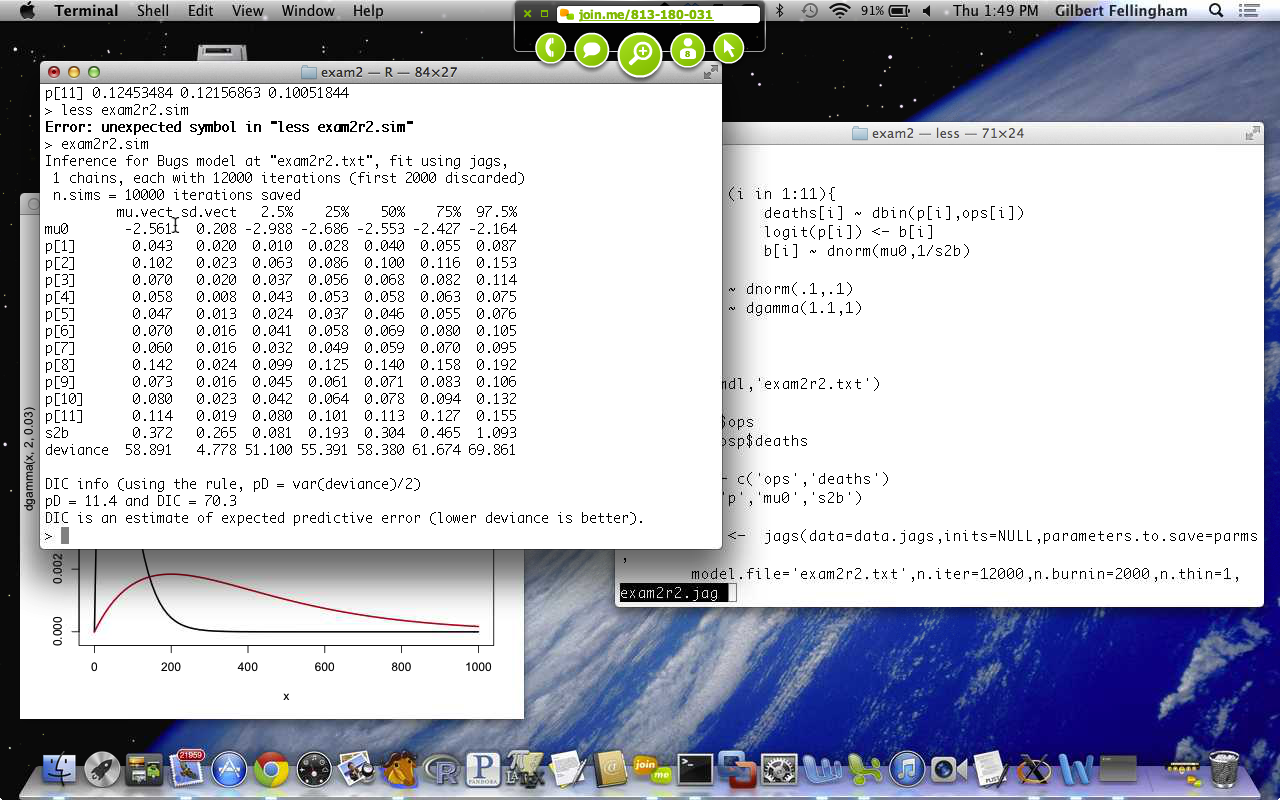 Terminal Shell Edit View Window Help
join.me/813-180-031
91% Thu 1:49 PM Gilbert Fellingham
exam2 — R — 84×27
p[11] 0.12453484 0.12156863 0.10051844
> less exam2r2.sim
Error: unexpected symbol in "less exam2r2.sim"
> exam2r2.sim
Inference for Bugs model at "exam2r2.txt", fit using jags,
1 chains, each with 12000 iterations (first 2000 discarded)
n.sims = 10000 iterations saved
mu.vect sd.vect 2.5% 25% 50% 75% 97.5%
mu0 -2.561 0.208 -2.988 -2.686 -2.553 -2.427 -2.164
p[1] 0.043 0.020 0.010 0.028 0.040 0.055 0.087
p[2] 0.102 0.023 0.063 0.086 0.100 0.116 0.153
p[3] 0.070 0.020 0.037 0.056 0.068 0.082 0.114
p[4] 0.058 0.008 0.043 0.053 0.058 0.063 0.075
p[5] 0.047 0.013 0.024 0.037 0.046 0.055 0.076
p[6] 0.070 0.016 0.041 0.058 0.069 0.080 0.105
p[7] 0.060 0.016 0.032 0.049 0.059 0.070 0.095
p[8] 0.142 0.024 0.099 0.125 0.140 0.158 0.192
p[9] 0.073 0.016 0.045 0.061 0.071 0.083 0.106
p[10] 0.080 0.023 0.042 0.064 0.078 0.094 0.132
p[11] 0.114 0.019 0.080 0.101 0.113 0.127 0.155
s2b 0.372 0.265 0.081 0.193 0.304 0.465 1.093
deviance 58.891 4.778 51.100 55.391 58.380 61.674 69.861
DIC info (using the rule, pD = var(deviance)/2)
pD = 11.4 and DIC = 70.3
DIC is an estimate of expected predictive error (lower deviance is better).
>
exam2 — less — 71×24
(i in 1:11){
deaths[i] ~ dbin(p[i],ops[i])
logit(p[i]) <- b[i]
b[i] ~ dnorm(mu0,1/s2b)
~ dnorm(.1,.1)
~ dgamma(1.1,1)
mdl,'exam2r2.txt')
$ops
osp$deaths
- c('ops','deaths')
'p','mu0','s2b')
<- jags(data=data.jags,inits=NULL,parameters.to.save=parms
,
model.file='exam2r2.txt',n.iter=12000,n.burnin=2000,n.thin=1,
exam2r2.jag
dgamma(x, 2, 0.03)
0.002
0.000
0 200 400 600 800 1000
x
21959
PANDORA
join me